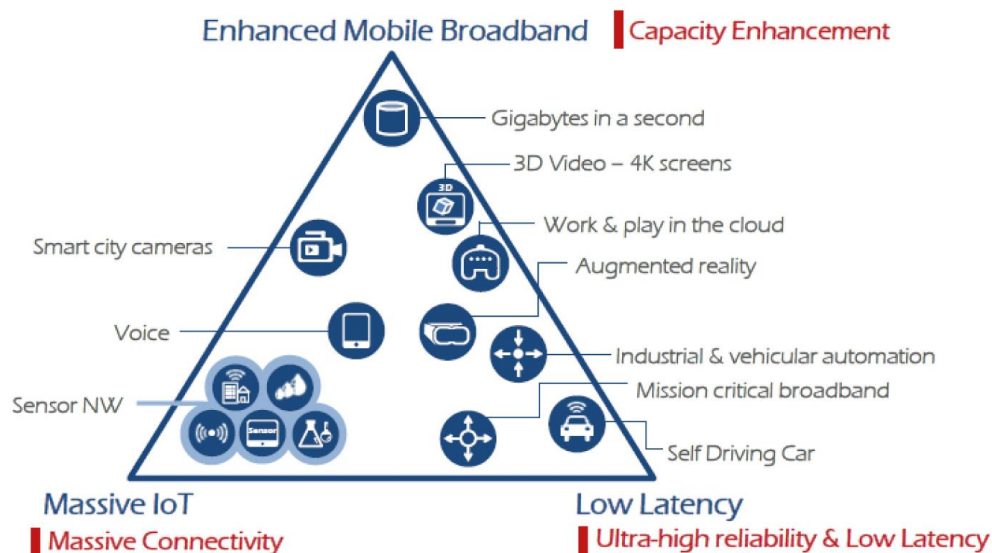 Enhanced Mobile Broadband
Capacity Enhancement
Gigabytes in a second
3D Video – 4K screens
3D
Work & play in the cloud
Smart city cameras
Augmented reality
Voice
Industrial & vehicular automation
Mission critical broadband
Sensor NW
Sensor
Self Driving Car
Massive IoT
Low Latency
Massive Connectivity
Ultra-high reliability & Low Latency